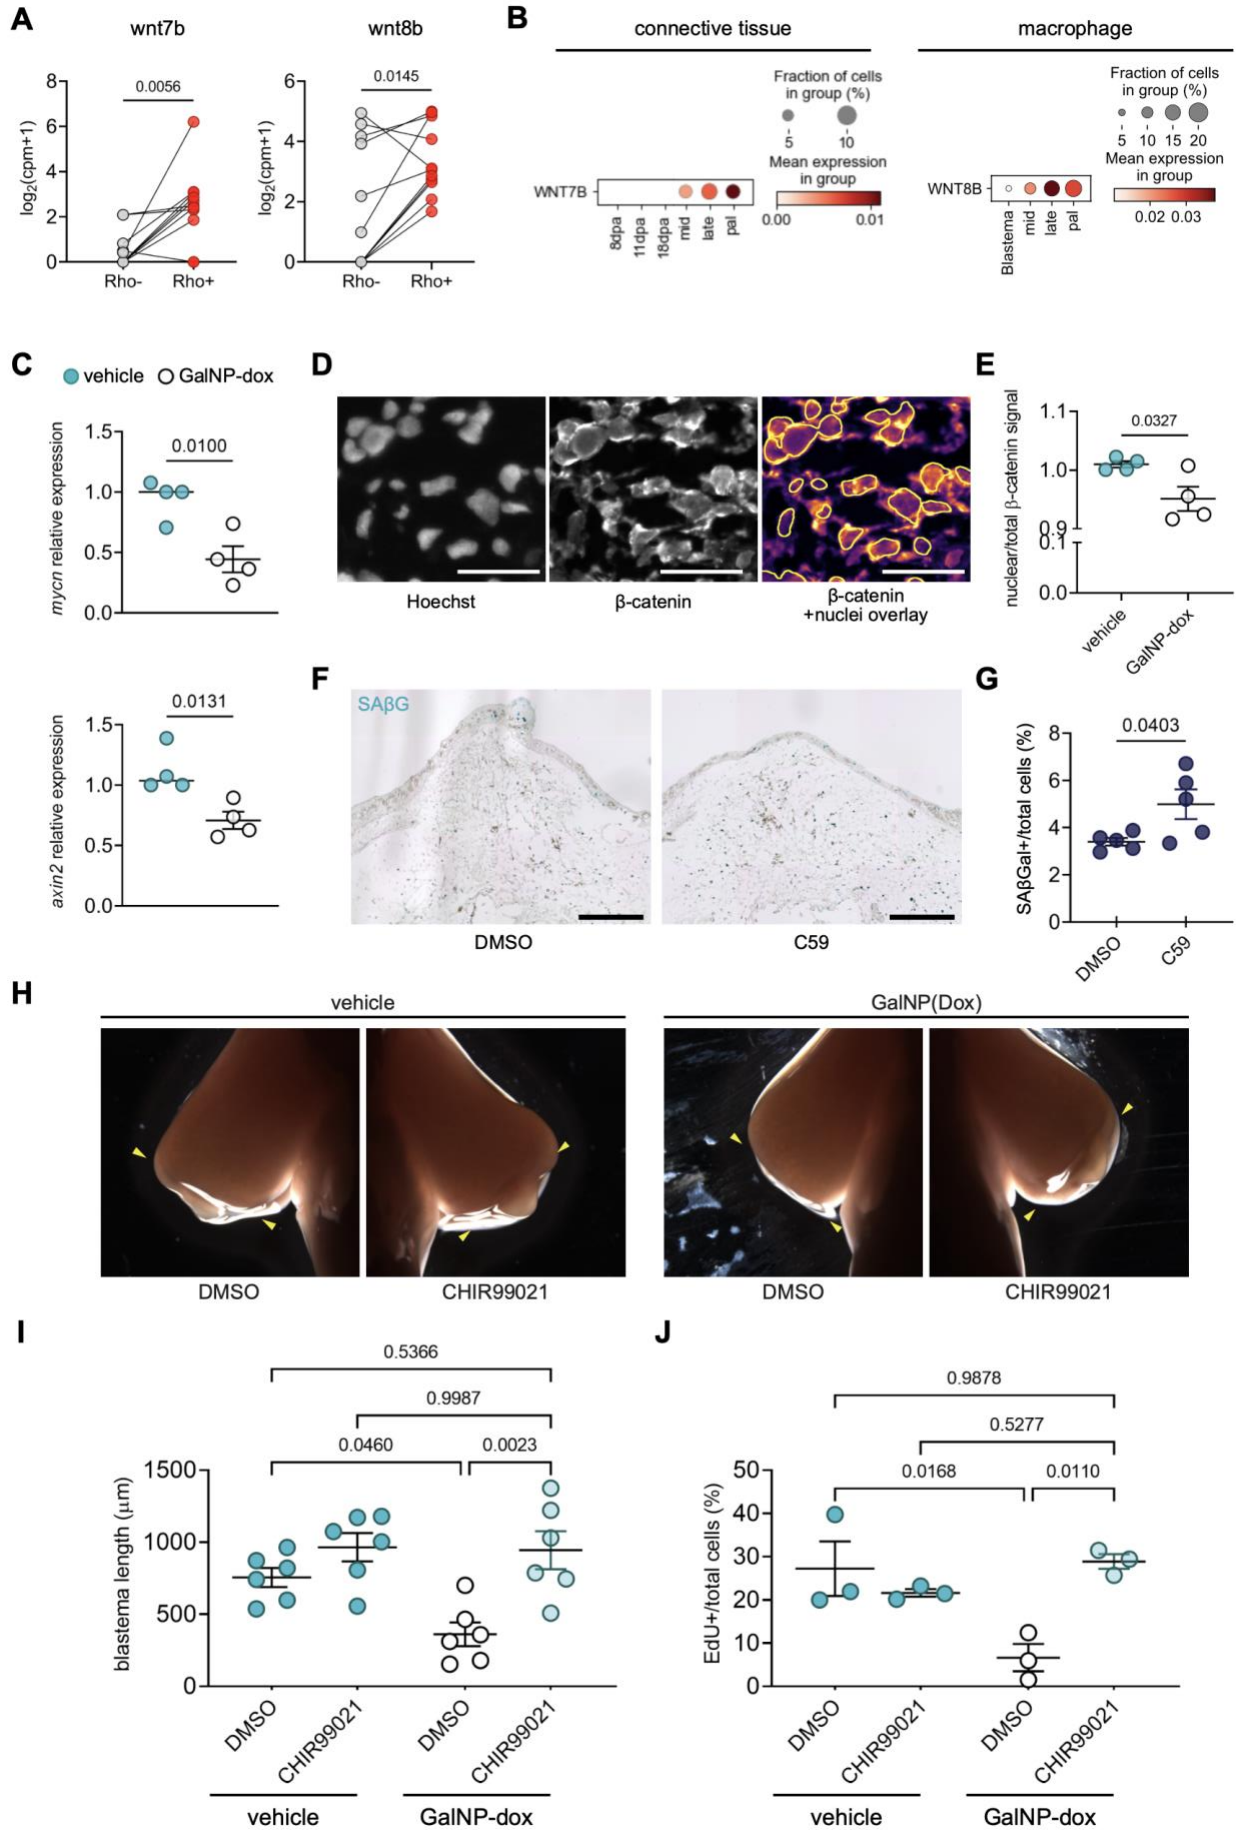 A
wnt7b
wnt8b
0.0056
0.0145
log2(cpm+1)
8
6
4
2
0
Rho-
Rho+
log2(cpm+1)
6
4
2
0
Rho-
Rho+
B
connective tissue
macrophage
Fraction of cells
in group (%)
5
10
Mean expression
in group
0.00
0.01
WNT7B
8dpa
11dpa
18dpa
mid
late
pal
Fraction of cells
in group (%)
5 10 15 20
Mean expression
in group
0.02 0.03
WNT8B
Blastema
mid
late
pal
C
vehicle
GalNP-dox
mycn relative expression
1.5
1.0
0.5
0.0
0.0100
axin2 relative expression
1.5
1.0
0.5
0.0
0.0131
D
Hoechst
β-catenin
β-catenin
+nuclei overlay
E
nuclear/total β-catenin signal
1.1
1.0
0.9
0.1
0.0
0.0327
vehicle
GalNP-dox
F
SAβG
DMSO
C59
G
SAβGal+/total cells (%)
8
6
4
2
0
0.0403
DMSO
C59
H
vehicle
GalNP(Dox)
DMSO
CHIR99021
DMSO
CHIR99021
I
0.5366
0.9987
0.0460
0.0023
blastema length (μm)
1500
1000
500
0
DMSO
CHIR99021
DMSO
CHIR99021
vehicle
GalNP-dox
J
0.9878
0.5277
0.0168
0.0110
EdU+/total cells (%)
50
40
30
20
10
0
DMSO
CHIR99021
DMSO
CHIR99021
vehicle
GalNP-dox